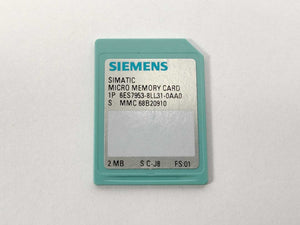 SIEMENS
SIMATIC
MICRO MEMORY CARD
1P 6ES7953-8LL31-0AA0
S MMC 68B20910
2 MB S C-J8 FS:01